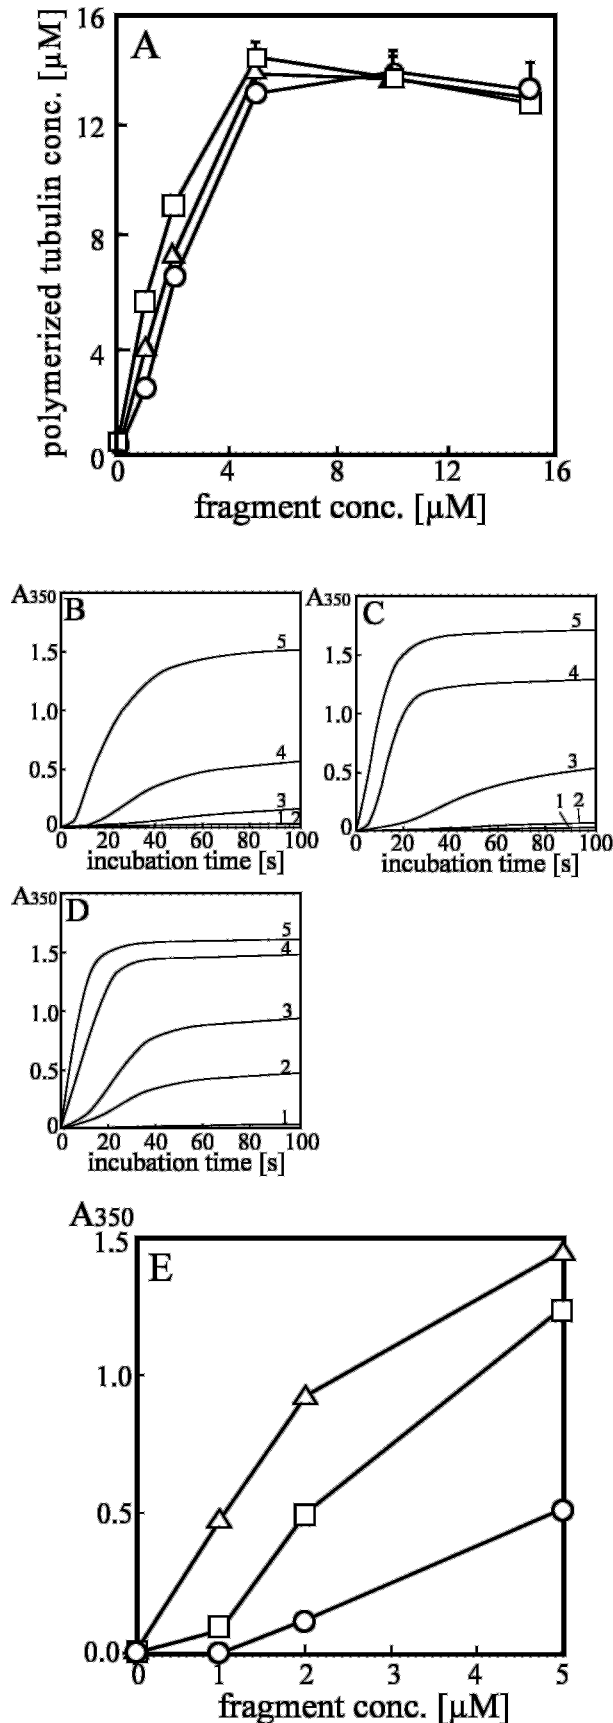 A
polymerized tubulin conc. [µM]
16
12
8
4
0
0 4 8 12 16
fragment conc. [µM]
A350
B
5
1.5
1.0
4
0.5
3
1 2
0
0 20 40 60 80 100
incubation time [s]
A350
C
5
1.5
4
1.0
3
0.5
1 2
0
0 20 40 60 80 100
incubation time [s]
A350
D
5
1.5
4
1.0
3
0.5
2
1
0
0 20 40 60 80 100
incubation time [s]
A350
1.5
E
1.0
0.5
0.0
0 1 2 3 4 5
fragment conc. [µM]